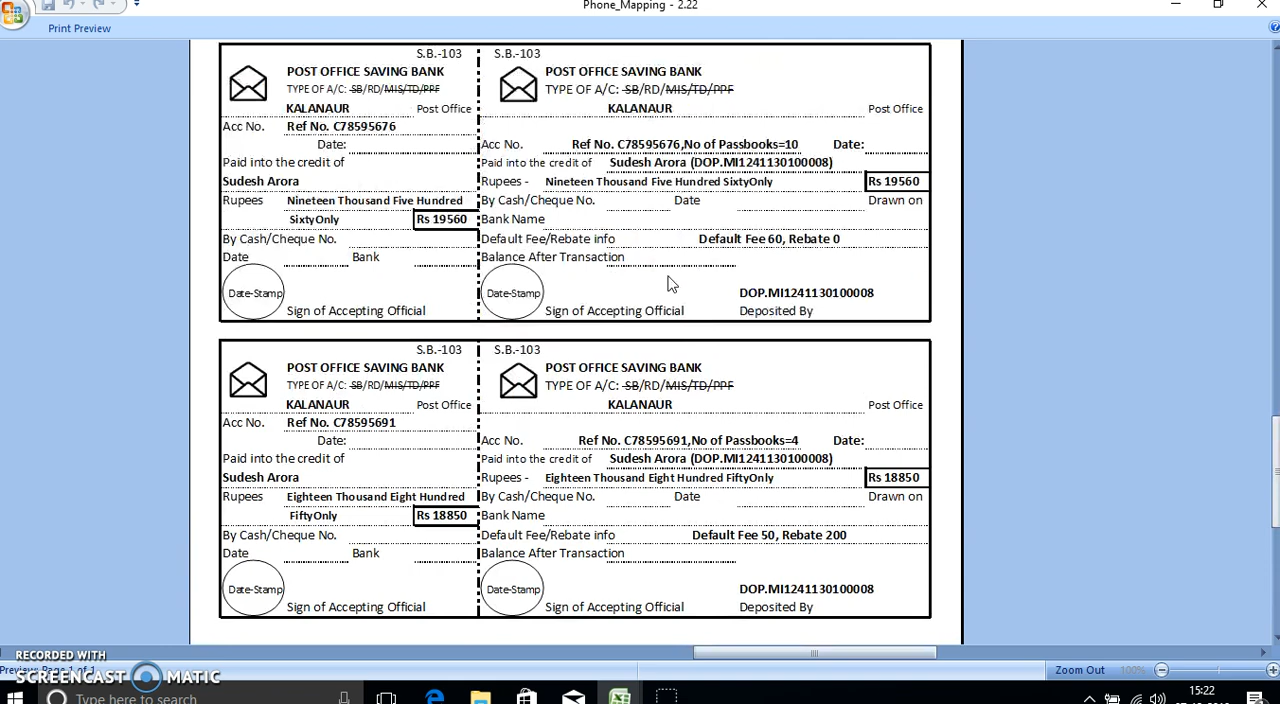 Phone_Mapping - 2.22
Print Preview
S.B.-103
POST OFFICE SAVING BANK
TYPE OF A/C: SB/RD/MIS/TD/PPF
KALANAUR Post Office
Acc No. Ref No. C78595676
Date:
Paid into the credit of
Sudesh Arora
Rupees Nineteen Thousand Five Hundred
SixtyOnly Rs 19560
By Cash/Cheque No.
Date Bank
Date-Stamp
Sign of Accepting Official
S.B.-103
POST OFFICE SAVING BANK
TYPE OF A/C: SB/RD/MIS/TD/PPF
KALANAUR Post Office
Acc No. Ref No. C78595676,No of Passbooks=10 Date:
Paid into the credit of Sudesh Arora (DOP.MI1241130100008)
Rupees - Nineteen Thousand Five Hundred SixtyOnly Rs 19560
By Cash/Cheque No. Date Drawn on
Bank Name
Default Fee/Rebate info Default Fee 60, Rebate 0
Balance After Transaction
Date-Stamp DOP.MI1241130100008
Sign of Accepting Official Deposited By
S.B.-103
POST OFFICE SAVING BANK
TYPE OF A/C: SB/RD/MIS/TD/PPF
KALANAUR Post Office
Acc No. Ref No. C78595691
Date:
Paid into the credit of
Sudesh Arora
Rupees Eighteen Thousand Eight Hundred
FiftyOnly Rs 18850
By Cash/Cheque No.
Date Bank
Date-Stamp
Sign of Accepting Official
S.B.-103
POST OFFICE SAVING BANK
TYPE OF A/C: SB/RD/MIS/TD/PPF
KALANAUR Post Office
Acc No. Ref No. C78595691,No of Passbooks=4 Date:
Paid into the credit of Sudesh Arora (DOP.MI1241130100008)
Rupees - Eighteen Thousand Eight Hundred FiftyOnly Rs 18850
By Cash/Cheque No. Date Drawn on
Bank Name
Default Fee/Rebate info Default Fee 50, Rebate 200
Balance After Transaction
Date-Stamp DOP.MI1241130100008
Sign of Accepting Official Deposited By
RECORDED WITH
SCREENCAST MATIC
Preview: Page 1 of 1 Zoom Out 100%
Type here to search 15:22